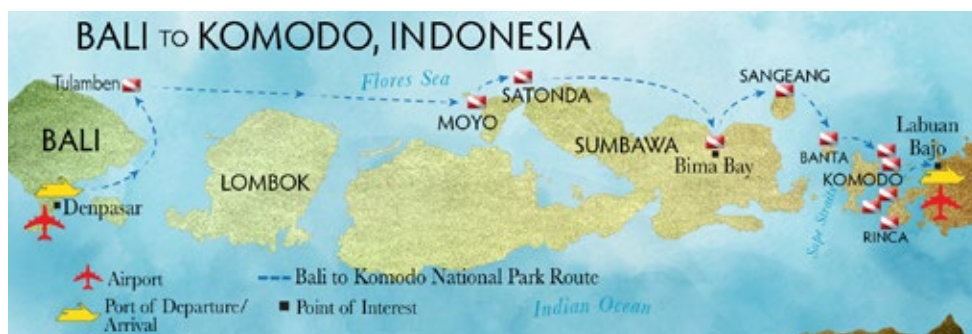 BALI TO KOMODO, INDONESIA
Tulamben
Flores Sea
SANGEANG
SATONDA
MOYO
BALI
SUMBAWA
Bima Bay
BANTA
Labuan
Bajo
KOMODO
LOMBOK
Denpasar
Sape Strait
RINCA
Airport
Bali to Komodo National Park Route
Port of Departure/
Arrival
Point of Interest
Indian Ocean